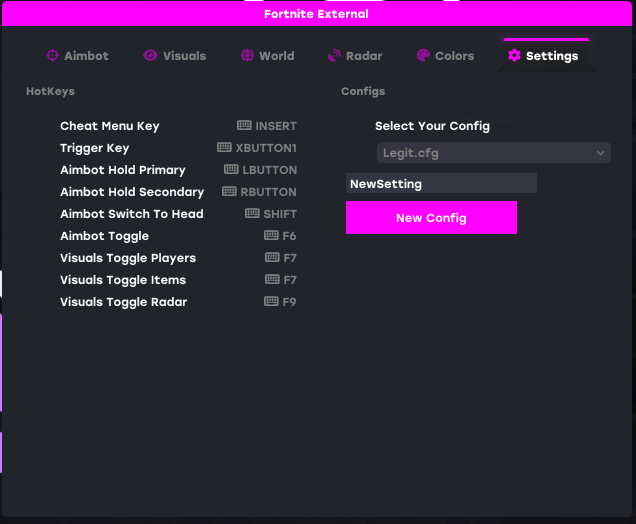 Fortnite External
Aimbot Visuals World Radar Colors Settings
HotKeys
Cheat Menu Key INSERT
Trigger Key XBUTTON1
Aimbot Hold Primary LBUTTON
Aimbot Hold Secondary RBUTTON
Aimbot Switch To Head SHIFT
Aimbot Toggle F6
Visuals Toggle Players F7
Visuals Toggle Items F7
Visuals Toggle Radar F9
Configs
Select Your Config
Legit.cfg
NewSetting
New Config